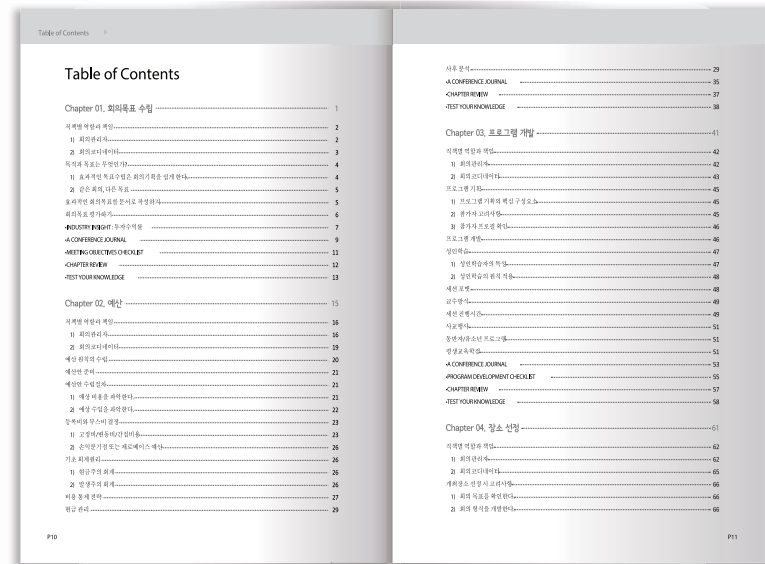 Table of Contents »
Table of Contents
Chapter 01. 회의목표 수립 1
직책별 역할과 책임 2
1) 회의관리자 2
2) 회의코디네이터 3
목적과 목표는 무엇인가? 4
1) 효과적인 목표수립은 회의기획을 쉽게 한다. 4
2) 같은 회의, 다른 목표 5
효과적인 회의목표를 문서로 작성하자 5
회의목표 평가하기 6
•INDUSTRY INSIGHT : 투자수익률 7
•A CONFERENCE JOURNAL 9
•MEETING OBJECTIVES CHECKLIST 11
•CHAPTER REVIEW 12
•TEST YOUR KNOWLEDGE 13
Chapter 02. 예산 15
직책별 역할과 책임 16
1) 회의관리자 16
2) 회의코디네이터 19
예산 원칙의 수립 20
예산안 준비 21
예산안 수립절차 21
1) 예상 비용을 파악한다. 21
2) 예상 수입을 파악한다. 22
등록비와 부스비 결정 23
1) 고정비/변동비/간접비용 23
2) 손익분기점 또는 제로베이스 예산 26
기초 회계원리 26
1) 현금주의 회계 26
2) 발생주의 회계 26
비용 통제 전략 27
현금 관리 29
P10
사후 분석 29
•A CONFERENCE JOURNAL 35
•CHAPTER REVIEW 37
•TEST YOUR KNOWLEDGE 38
Chapter 03. 프로그램 개발 41
직책별 역할과 책임 42
1) 회의관리자 42
2) 회의코디네이터 43
프로그램 기획 45
1) 프로그램 기획의 핵심 구성요소 45
2) 참가자 고려사항 45
3) 참가자 프로필 확인 46
프로그램 개발 46
성인학습 47
1) 성인학습자의 특징 47
2) 성인학습의 원칙 적용 48
세션 포맷 48
교수방식 49
세션 진행시간 49
사교행사 51
동반자/유소년 프로그램 51
평생교육학점 51
•A CONFERENCE JOURNAL 53
•PROGRAM DEVELOPMENT CHECKLIST 55
•CHAPTER REVIEW 57
•TEST YOUR KNOWLEDGE 58
Chapter 04. 장소 선정 61
직책별 역할과 책임 62
1) 회의관리자 62
2) 회의코디네이터 65
개최장소 선정 시 고려사항 66
1) 회의 목표를 확인한다. 66
2) 회의 형식을 개발한다. 66
P11